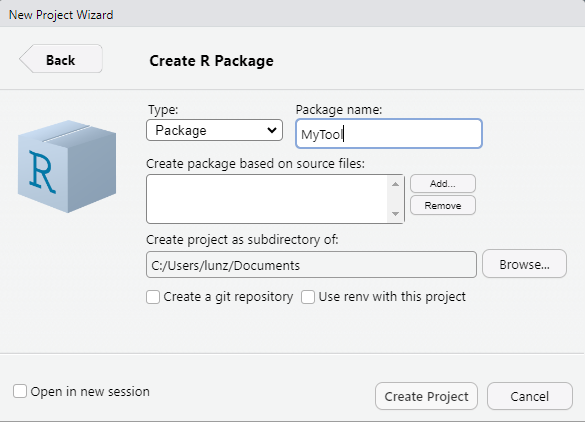 New Project Wizard
Back
Create R Package
R
Type:
Package name:
Package
MyTool
Create package based on source files:
Add...
Remove
Create project as subdirectory of:
C:/Users/lunz/Documents
Browse...
Create a git repository
Use renv with this project
Open in new session
Create Project
Cancel